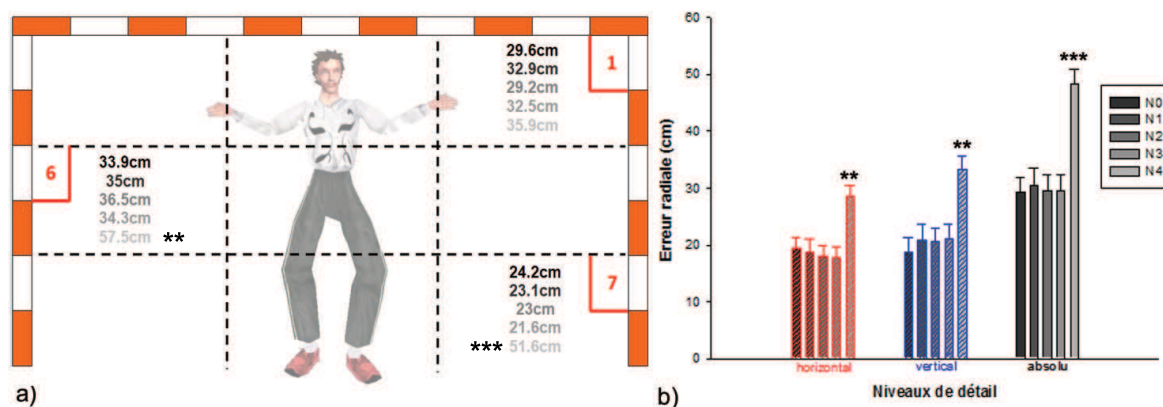 29.6cm
32.9cm
29.2cm
32.5cm
35.9cm
1
6
33.9cm
35cm
36.5cm
34.3cm
57.5cm **
24.2cm
23.1cm
23cm
21.6cm
*** 51.6cm
7
a)
Erreur radiale (cm)
60
50
40
30
20
10
0
**
**
***
N0
N1
N2
N3
N4
horizontal vertical absolu
Niveaux de détail
b)